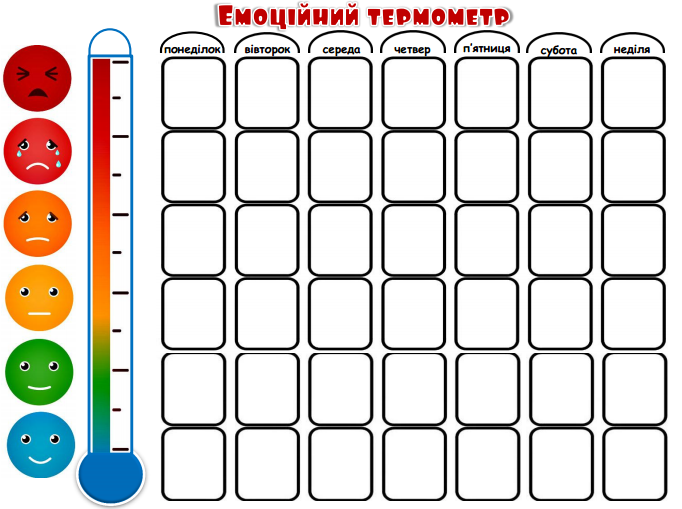 Емоційний термометр
понеділок вівторок середа четвер п'ятниця субота неділя